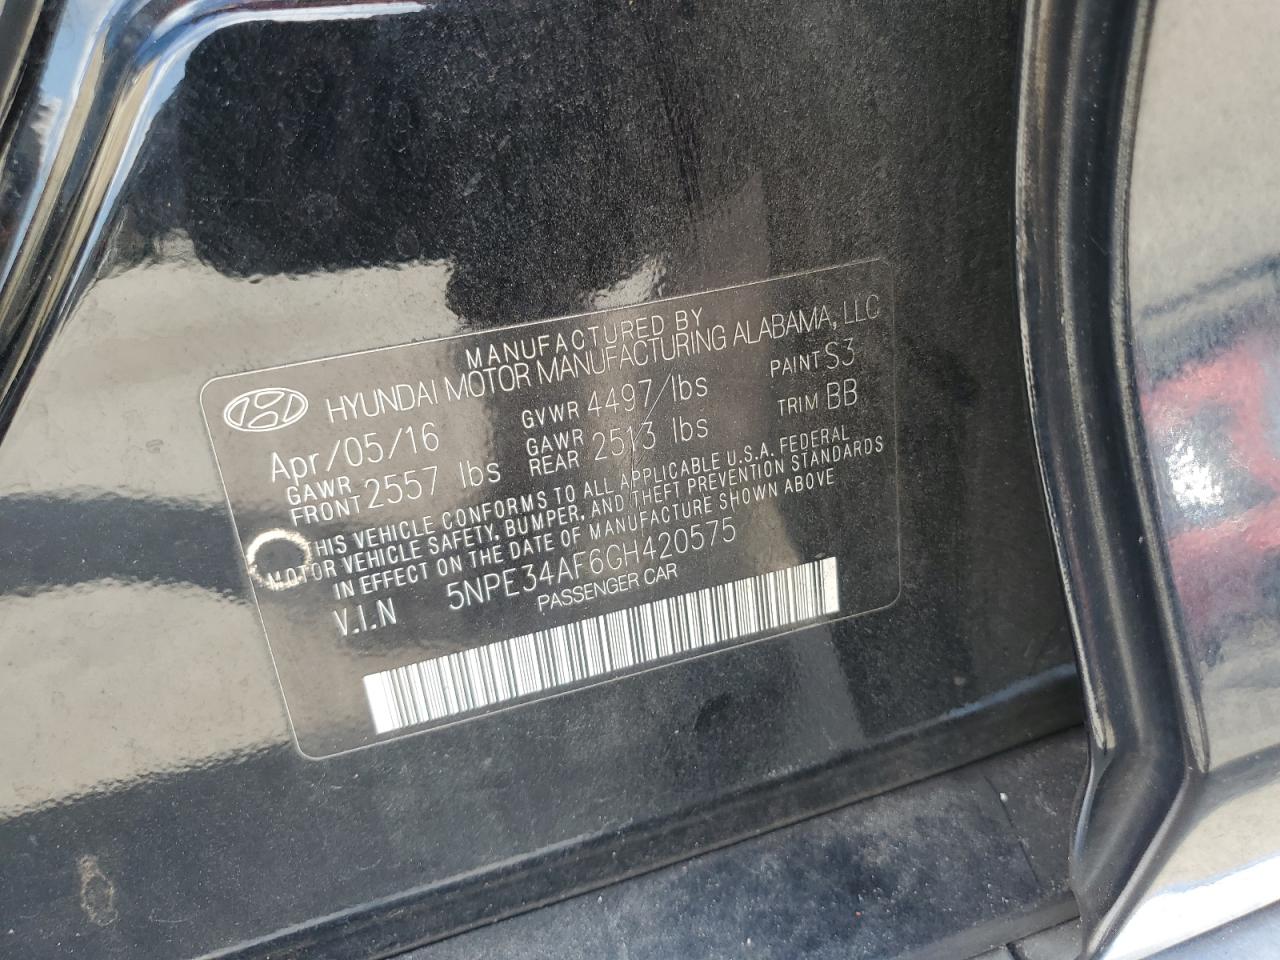 MANUFACTURED BY
HYUNDAI MOTOR MANUFACTURING ALABAMA, LLC
Apr/05/16 GVWR 4497/lbs PAINT S3
GAWR FRONT 2557 lbs GAWR REAR 2513 lbs TRIM BB
THIS VEHICLE CONFORMS TO ALL APPLICABLE U.S.A. FEDERAL
MOTOR VEHICLE SAFETY, BUMPER, AND THEFT PREVENTION STANDARDS
IN EFFECT ON THE DATE OF MANUFACTURE SHOWN ABOVE
V.I.N 5NPE34AF6GH420575
PASSENGER CAR